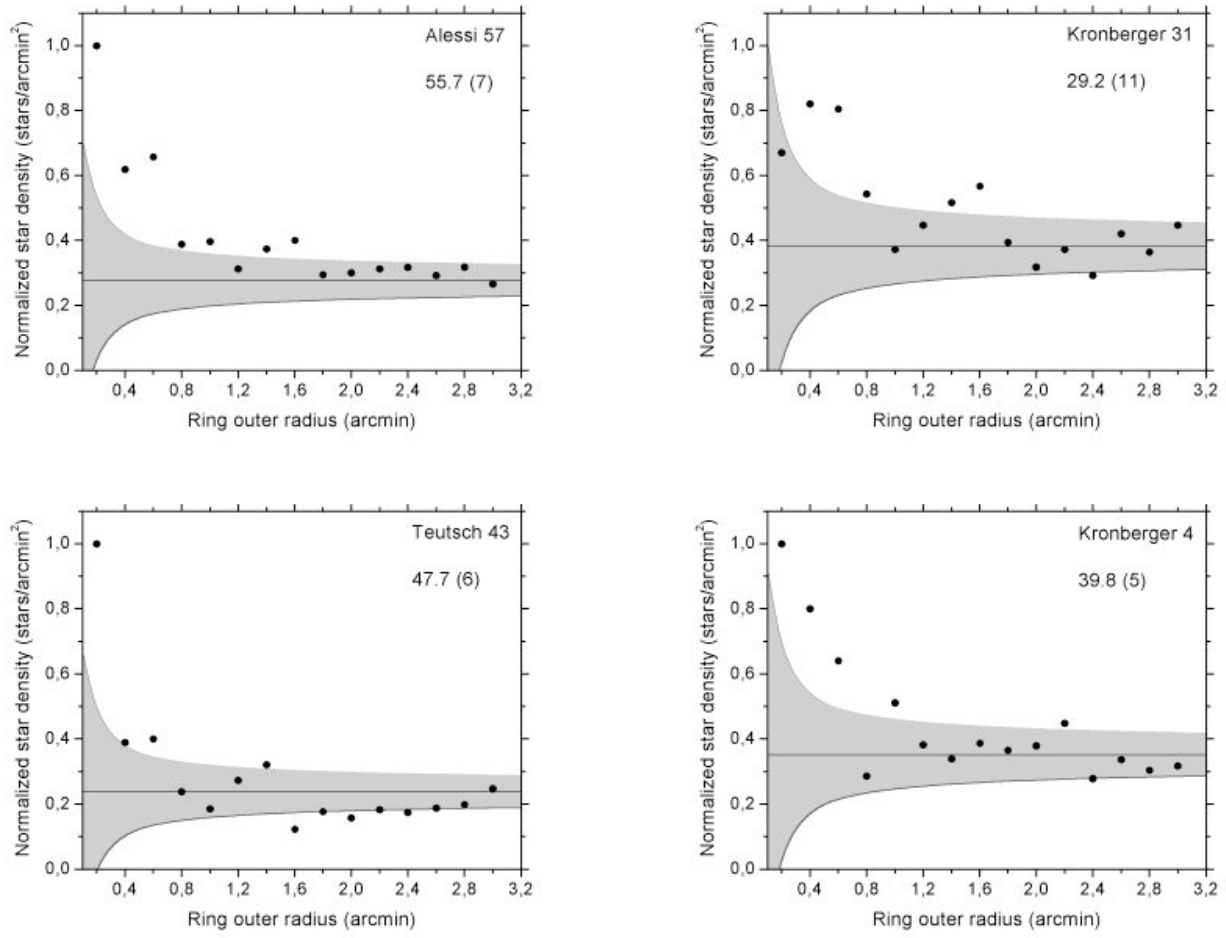 Alessi 57
55.7 (7)
Normalized star density (stars/arcmin²)
1,0
0,8
0,6
0,4
0,2
0,0
0,4 0,8 1,2 1,6 2,0 2,4 2,8 3,2
Ring outer radius (arcmin)
Kronberger 31
29.2 (11)
Normalized star density (stars/arcmin²)
1,0
0,8
0,6
0,4
0,2
0,0
0,4 0,8 1,2 1,6 2,0 2,4 2,8 3,2
Ring outer radius (arcmin)
Teutsch 43
47.7 (6)
Normalized star density (stars/arcmin²)
1,0
0,8
0,6
0,4
0,2
0,0
0,4 0,8 1,2 1,6 2,0 2,4 2,8 3,2
Ring outer radius (arcmin)
Kronberger 4
39.8 (5)
Normalized star density (stars/arcmin²)
1,0
0,8
0,6
0,4
0,2
0,0
0,4 0,8 1,2 1,6 2,0 2,4 2,8 3,2
Ring outer radius (arcmin)